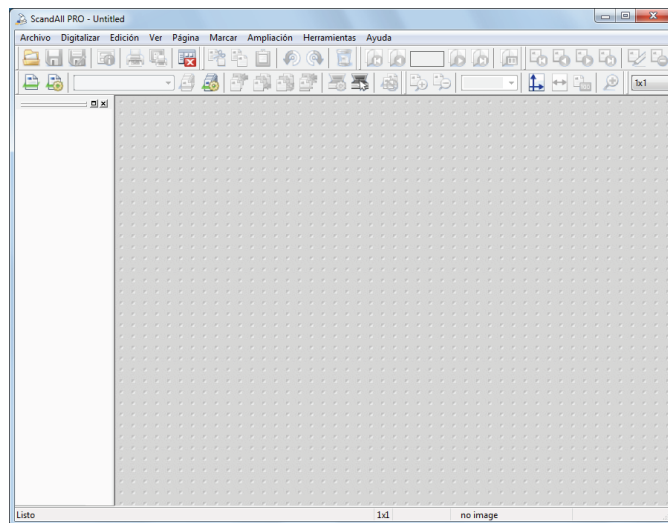 ScandAll PRO - Untitled
Archivo Digitalizar Edición Ver Página Marcar Ampliación Herramientas Ayuda
1x1
Listo 1x1 no image